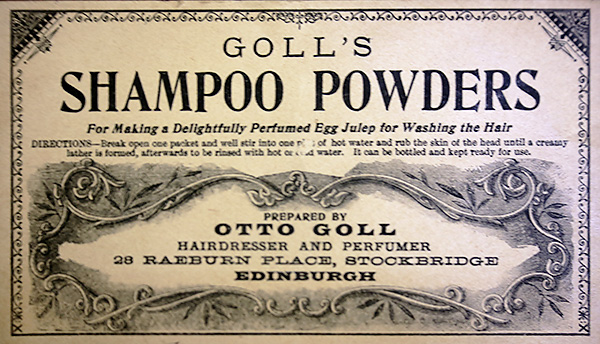 GOLL'S
SHAMPOO POWDERS
For Making a Delightfully Perfumed Egg Julep for Washing the Hair
DIRECTIONS—Break open one packet and well stir into one of hot water and rub the skin of the head until a creamy
lather is formed, afterwards to be rinsed with hot or water. It can be bottled and kept ready for use.
PREPARED BY
OTTO GOLL
HAIRDRESSER AND PERFUMER
28 RAEBURN PLACE, STOCKBRIDGE
EDINBURGH